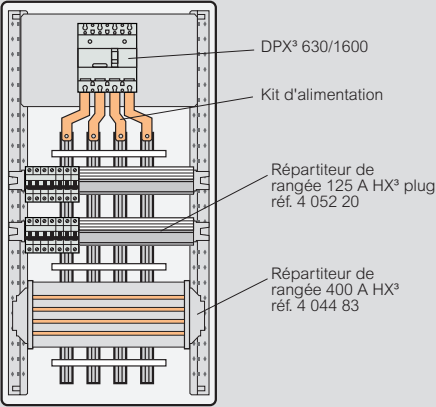 DPX³ 630/1600
Kit d'alimentation
Répartiteur de
rangée 125 A HX³ plug
réf. 4 052 20
Répartiteur de
rangée 400 A HX³
réf. 4 044 83